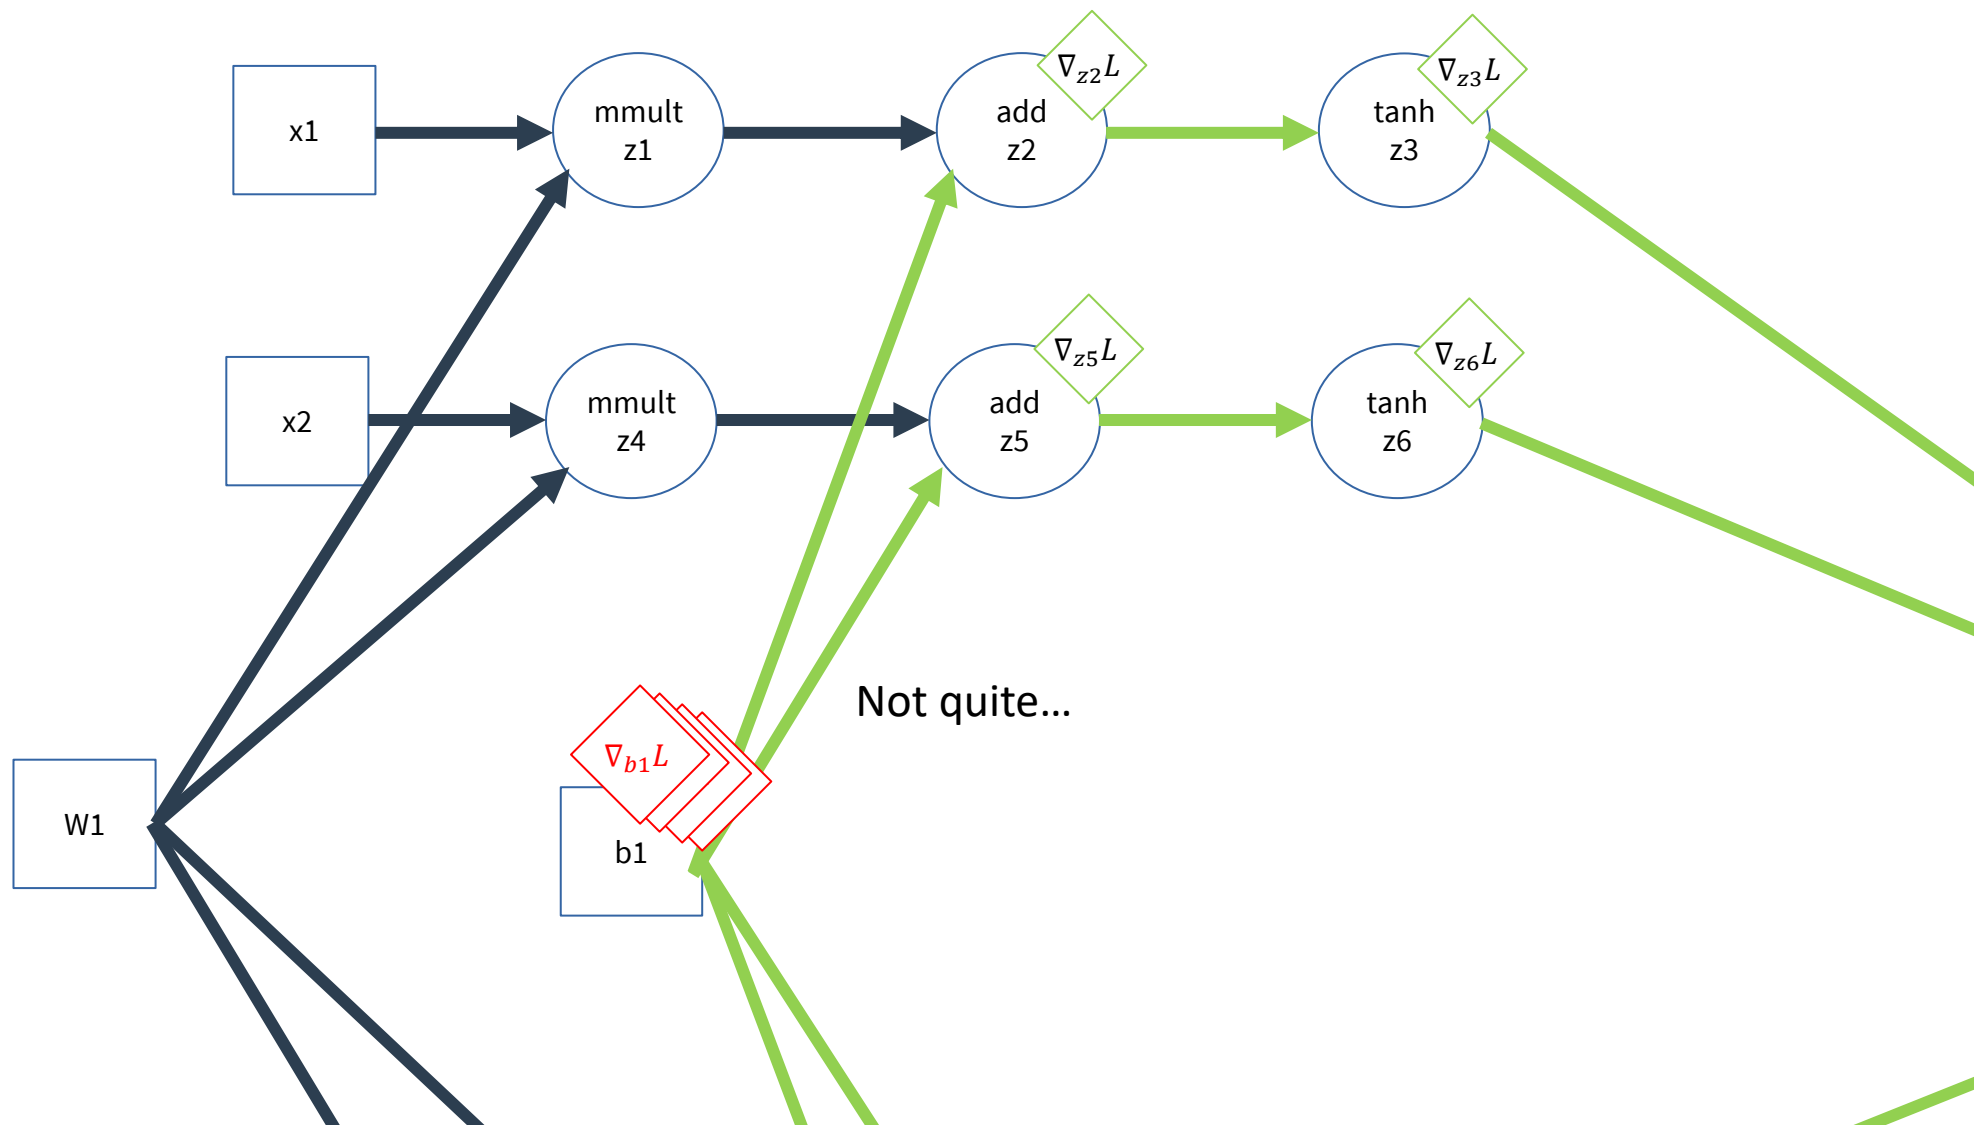 x1
mmult
z1
add
z2
∇z2L
tanh
z3
∇z3L
x2
mmult
z4
add
z5
∇z5L
tanh
z6
∇z6L
Not quite...
∇b1L
W1
b1